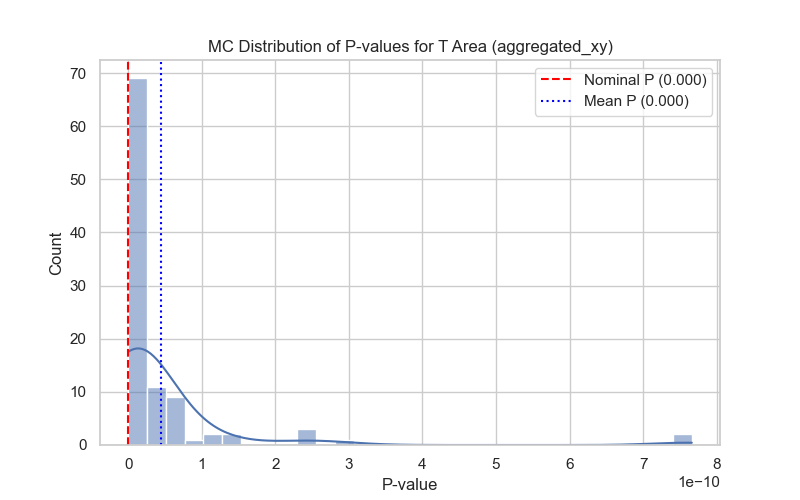 MC Distribution of P-values for T Area (aggregated_xy)
Nominal P (0.000)
Mean P (0.000)
Count
70
60
50
40
30
20
10
0
0 1 2 3 4 5 6 7 8
1e−10
P-value